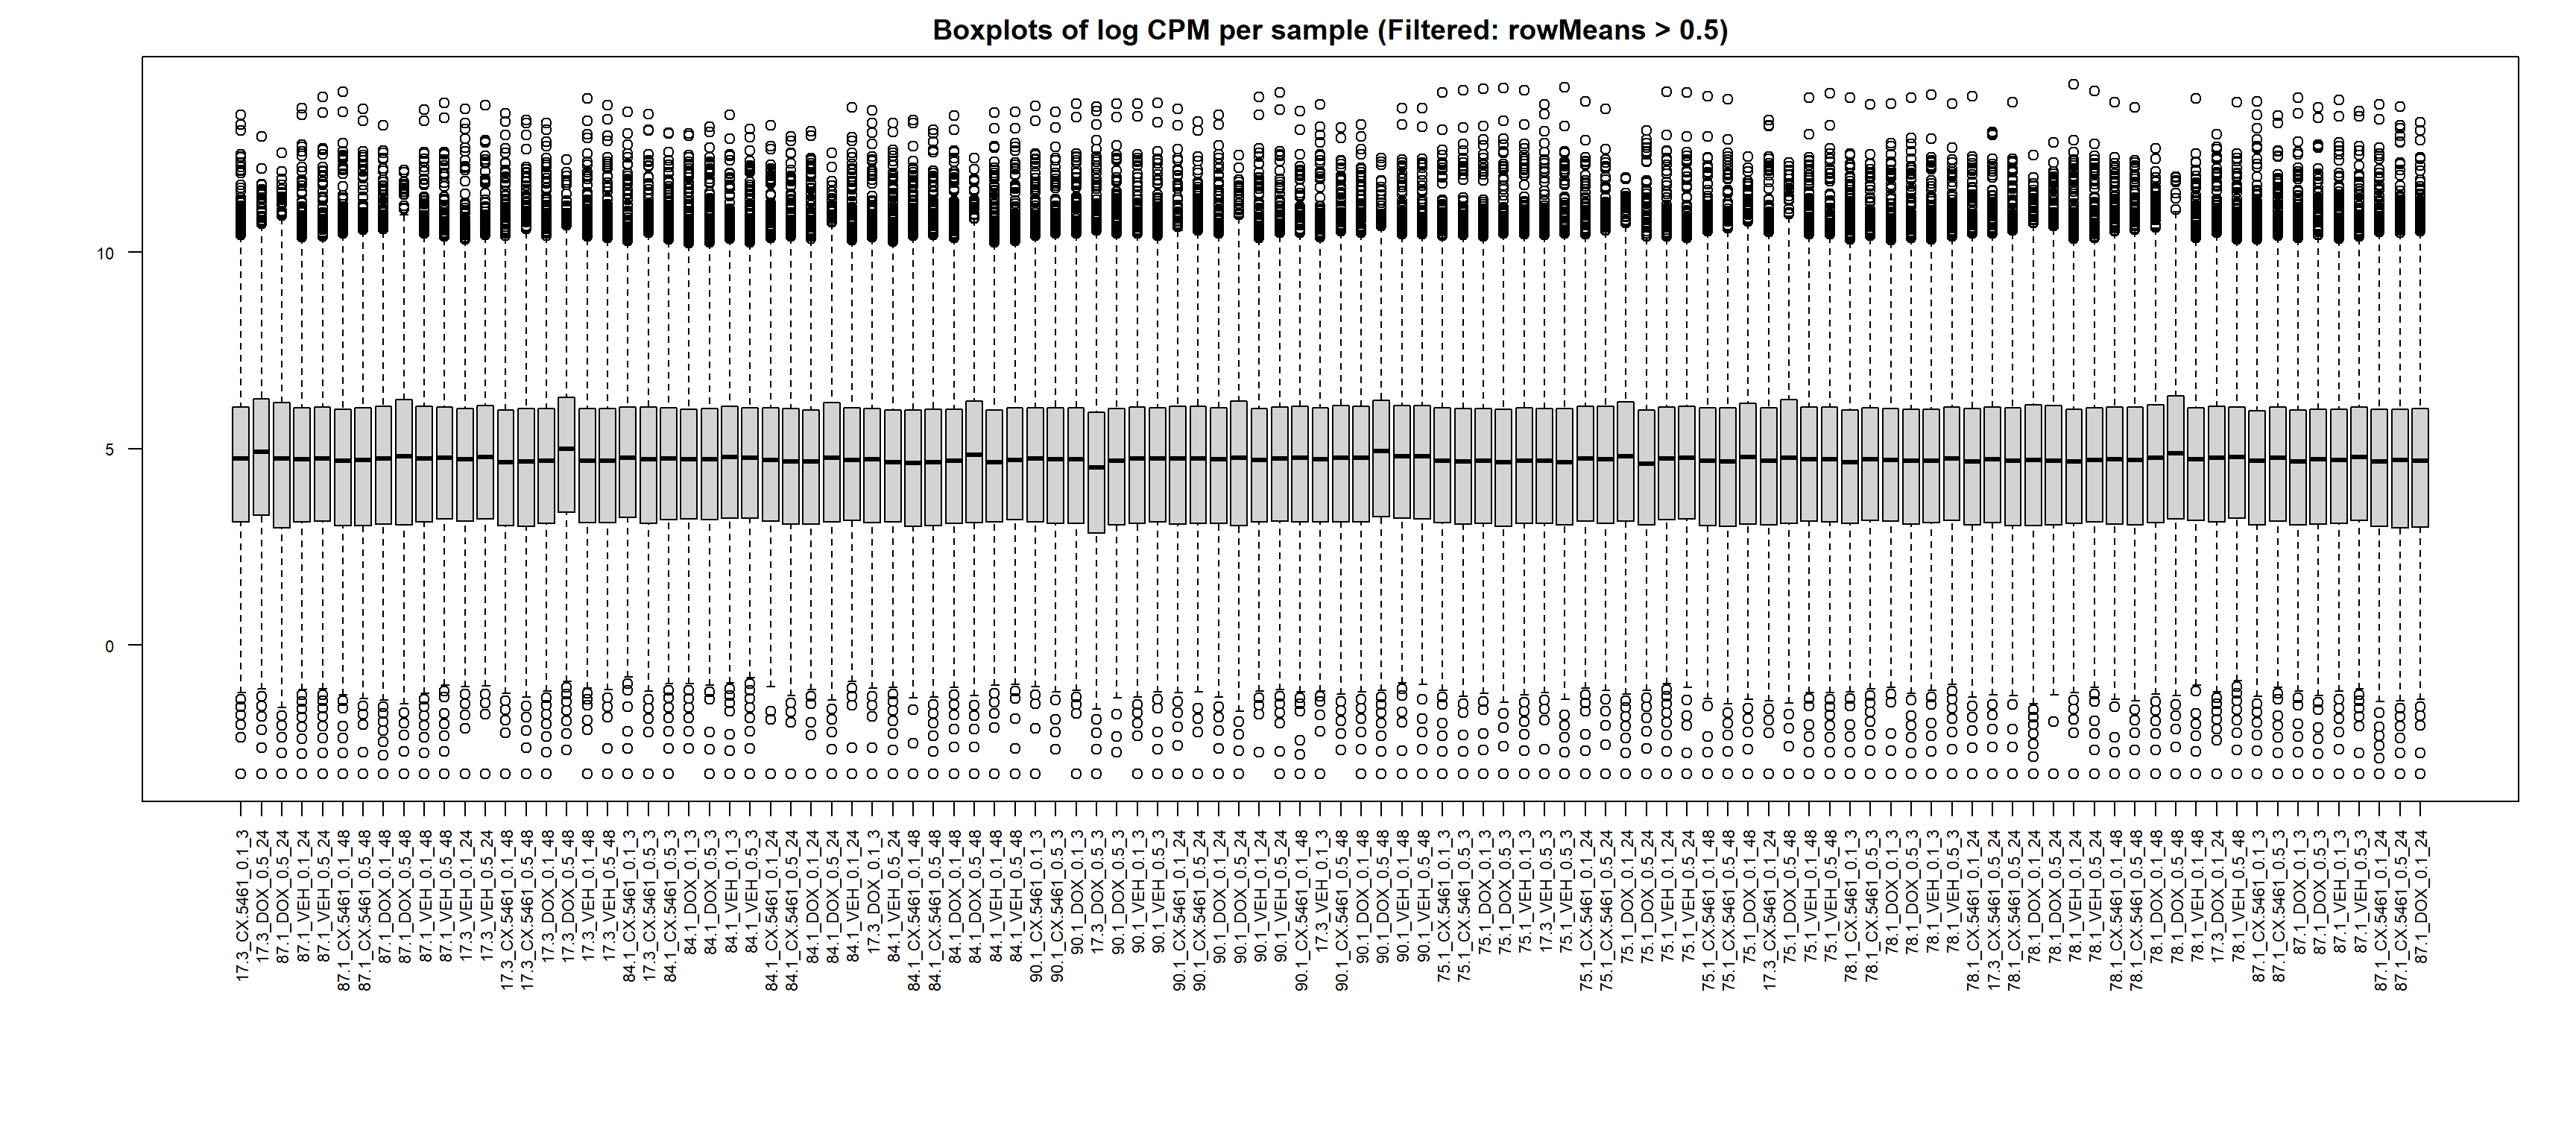 Boxplots of log CPM per sample (Filtered: rowMeans > 0.5)
10
5
0
17.3_CX.5461_0.1_3
17.3_DOX_0.5_24
87.1_DOX_0.5_24
87.1_VEH_0.1_24
87.1_VEH_0.5_24
87.1_CX.5461_0.1_48
87.1_CX.5461_0.5_48
87.1_DOX_0.1_48
87.1_DOX_0.5_48
87.1_VEH_0.1_48
87.1_VEH_0.5_48
17.3_VEH_0.1_24
17.3_VEH_0.5_24
17.3_CX.5461_0.1_48
17.3_CX.5461_0.5_48
17.3_DOX_0.1_48
17.3_DOX_0.5_48
17.3_VEH_0.1_48
17.3_VEH_0.5_48
84.1_CX.5461_0.1_3
17.3_CX.5461_0.5_3
84.1_CX.5461_0.5_3
84.1_DOX_0.1_3
84.1_DOX_0.5_3
84.1_VEH_0.1_3
84.1_VEH_0.5_3
84.1_CX.5461_0.1_24
84.1_CX.5461_0.5_24
84.1_DOX_0.1_24
84.1_DOX_0.5_24
84.1_VEH_0.1_24
17.3_DOX_0.1_3
84.1_VEH_0.5_24
84.1_CX.5461_0.1_48
84.1_CX.5461_0.5_48
84.1_DOX_0.1_48
84.1_DOX_0.5_48
84.1_VEH_0.1_48
84.1_VEH_0.5_48
90.1_CX.5461_0.1_3
90.1_CX.5461_0.5_3
90.1_DOX_0.1_3
17.3_DOX_0.5_3
90.1_DOX_0.5_3
90.1_VEH_0.1_3
90.1_VEH_0.5_3
90.1_CX.5461_0.1_24
90.1_CX.5461_0.5_24
90.1_DOX_0.1_24
90.1_DOX_0.5_24
90.1_VEH_0.1_24
90.1_VEH_0.5_24
90.1_CX.5461_0.1_48
17.3_VEH_0.1_3
90.1_CX.5461_0.5_48
90.1_DOX_0.1_48
90.1_DOX_0.5_48
90.1_VEH_0.1_48
90.1_VEH_0.5_48
75.1_CX.5461_0.1_3
75.1_CX.5461_0.5_3
75.1_DOX_0.1_3
75.1_DOX_0.5_3
75.1_VEH_0.1_3
17.3_VEH_0.5_3
75.1_VEH_0.5_3
75.1_CX.5461_0.1_24
75.1_CX.5461_0.5_24
75.1_DOX_0.1_24
75.1_DOX_0.5_24
75.1_VEH_0.1_24
75.1_VEH_0.5_24
75.1_CX.5461_0.1_48
75.1_CX.5461_0.5_48
75.1_DOX_0.1_48
17.3_CX.5461_0.1_24
75.1_DOX_0.5_48
75.1_VEH_0.1_48
75.1_VEH_0.5_48
78.1_CX.5461_0.1_3
78.1_CX.5461_0.5_3
78.1_DOX_0.1_3
78.1_DOX_0.5_3
78.1_VEH_0.1_3
78.1_VEH_0.5_3
78.1_CX.5461_0.1_24
17.3_CX.5461_0.5_24
78.1_CX.5461_0.5_24
78.1_DOX_0.1_24
78.1_DOX_0.5_24
78.1_VEH_0.1_24
78.1_VEH_0.5_24
78.1_CX.5461_0.1_48
78.1_CX.5461_0.5_48
78.1_DOX_0.1_48
78.1_DOX_0.5_48
78.1_VEH_0.1_48
17.3_DOX_0.1_24
78.1_VEH_0.5_48
87.1_CX.5461_0.1_3
87.1_CX.5461_0.5_3
87.1_DOX_0.1_3
87.1_DOX_0.5_3
87.1_VEH_0.1_3
87.1_VEH_0.5_3
87.1_CX.5461_0.1_24
87.1_CX.5461_0.5_24
87.1_DOX_0.1_24